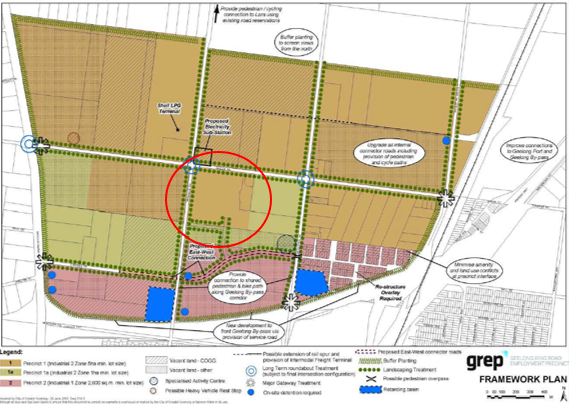 Provide pedestrian / cycling
connection to Lara using
existing road reservations
Buffer planting
to screen views
from the north
Shell LPG
Terminal
Proposed
Electricity
Sub-station
Upgrade all internal
connector roads including
provision of pedestrian
and cycle paths
Improve connections
to Geelong Port and
Geelong By-pass
Proposed
East-West
Connection
Provide
connection to shared
pedestrian & bike path
along Geelong By-pass
corridor
Minimise amenity
and land use conflicts
at precinct interface
Re-structure
Overlay
Required
Take development to
front Geelong By-pass via
provision of service road
Legend:
1 Precinct 1 (Industrial 2 Zone 5ha min. lot size)
1a Precinct 1a (Industrial 2 Zone 1ha min. lot size)
2 Precinct 2 (Industrial 1 Zone 2,000 sq.m. min. lot size)
Vacant land - COGG
Vacant land - other
Specialised Activity Centre
Possible Heavy Vehicle Rest Stop
Possible extension of rail spur and
provision of Intermodal Freight Terminal
Long Term roundabout Treatment
(subject to final intersection configuration)
Major Gateway Treatment
On-site detention required
Proposed East-West connector roads
Buffer Planting
Landscaping Treatment
Possible pedestrian overpass
Retarding basin
grep
GEELONG RING ROAD
EMPLOYMENT PRECINCT
FRAMEWORK PLAN
N